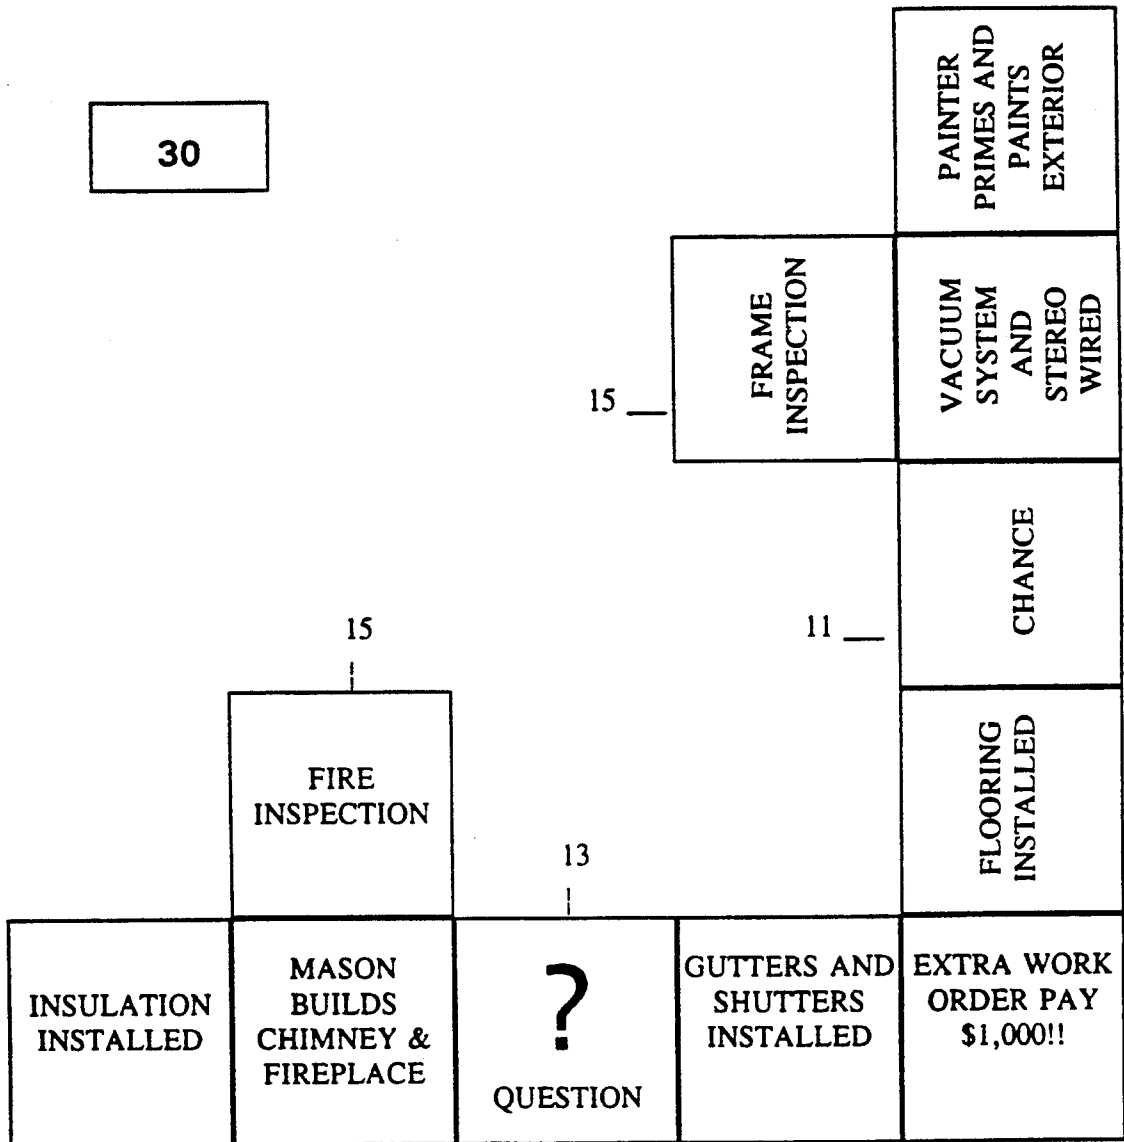 30
PAINTER
PRIMES AND
PAINTS
EXTERIOR
FRAME
INSPECTION
VACUUM
SYSTEM
AND
STEREO
WIRED
15
CHANCE
11
15
FIRE
INSPECTION
FLOORING
INSTALLED
13
INSULATION
INSTALLED
MASON
BUILDS
CHIMNEY &
FIREPLACE
?
QUESTION
GUTTERS AND
SHUTTERS
INSTALLED
EXTRA WORK
ORDER PAY
$1,000!!